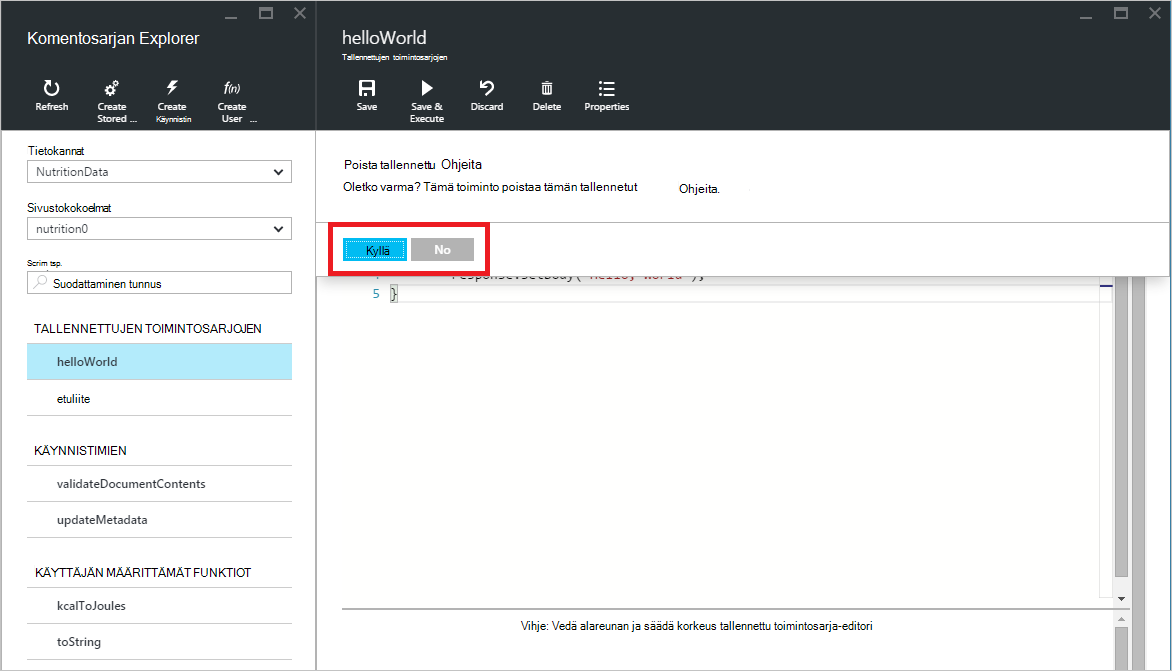 Komentosarjan Explorer
Refresh
Create Stored ...
Create Käynnistin
f(n)
Create User ...
Tietokannat
NutritionData
Sivustokokoelmat
nutrition0
Scrim tsp.
Suodattaminen tunnus
TALLENNETTUJEN TOIMINTOSARJOJEN
helloWorld
etuliite
KÄYNNISTIMIEN
validateDocumentContents
updateMetadata
KÄYTTÄJÄN MÄÄRITTÄMÄT FUNKTIOT
kcalToJoules
toString
helloWorld
Tallennettujen toimintosarjojen
Save
Save & Execute
Discard
Delete
Properties
Poista tallennettu Ohjeita
Oletko varma? Tämä toiminto poistaa tämän tallennetut Ohjeita.
Kyllä
No
5 }
Vihje: Vedä alareunan ja säädä korkeus tallennettu toimintosarja-editori